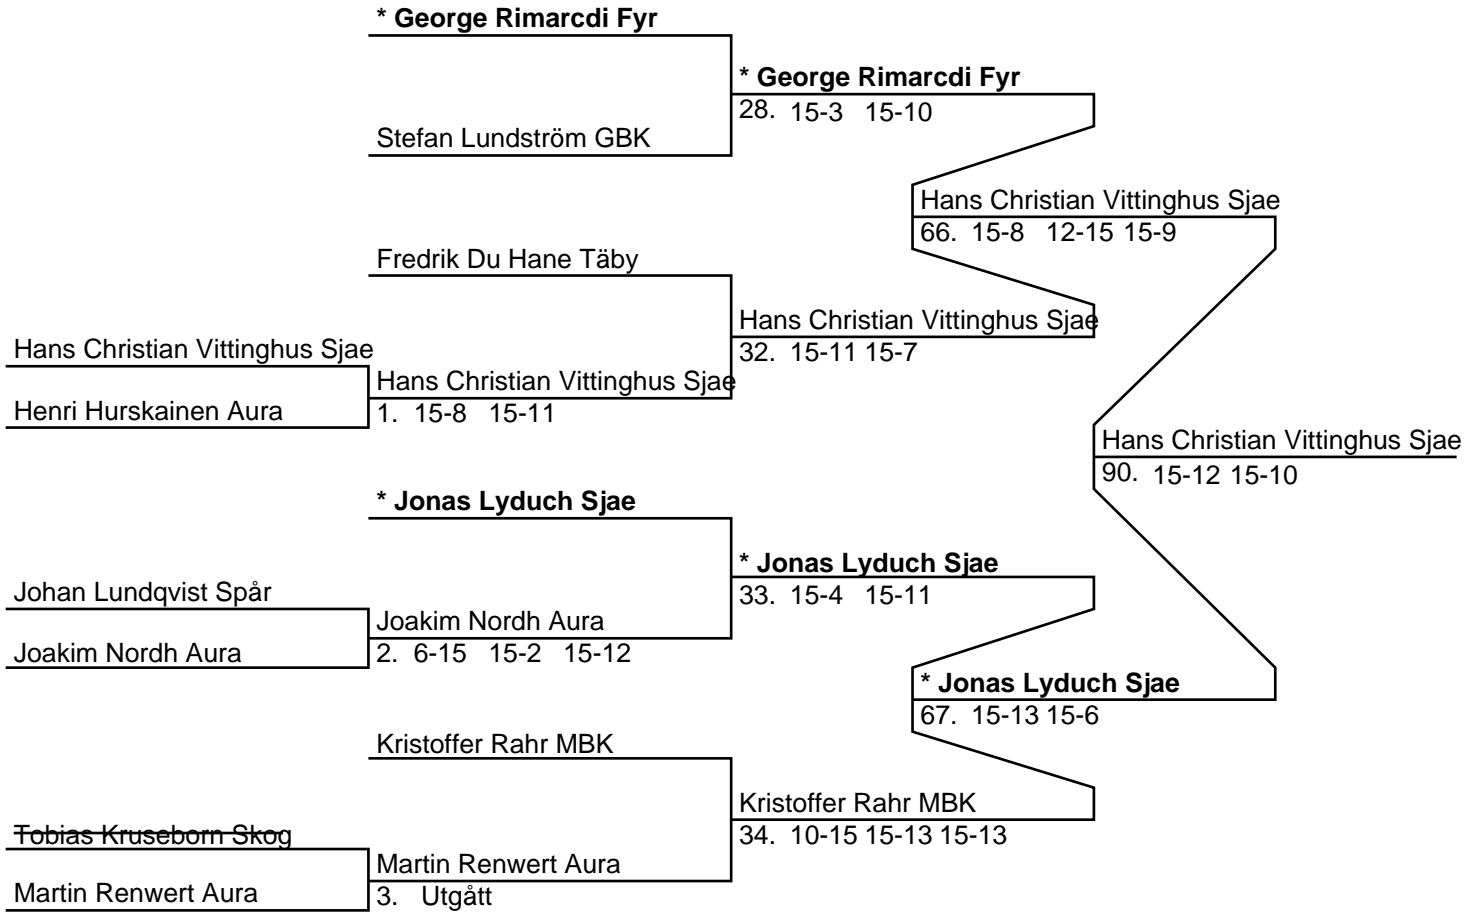 * George Rimarcdi Fyr
* George Rimarcdi Fyr
28. 15-3 15-10
Stefan Lundström GBK
Hans Christian Vittinghus Sjae
66. 15-8 12-15 15-9
Fredrik Du Hane Täby
Hans Christian Vittinghus Sjae
32. 15-11 15-7
Hans Christian Vittinghus Sjae
Hans Christian Vittinghus Sjae
1. 15-8 15-11
Henri Hurskainen Aura
Hans Christian Vittinghus Sjae
90. 15-12 15-10
* Jonas Lyduch Sjae
* Jonas Lyduch Sjae
33. 15-4 15-11
Johan Lundqvist Spår
Joakim Nordh Aura
2. 6-15 15-2 15-12
Joakim Nordh Aura
* Jonas Lyduch Sjae
67. 15-13 15-6
Kristoffer Rahr MBK
Kristoffer Rahr MBK
34. 10-15 15-13 15-13
Tobias Kruseborn Skog
Martin Renwert Aura
3. Utgått
Martin Renwert Aura